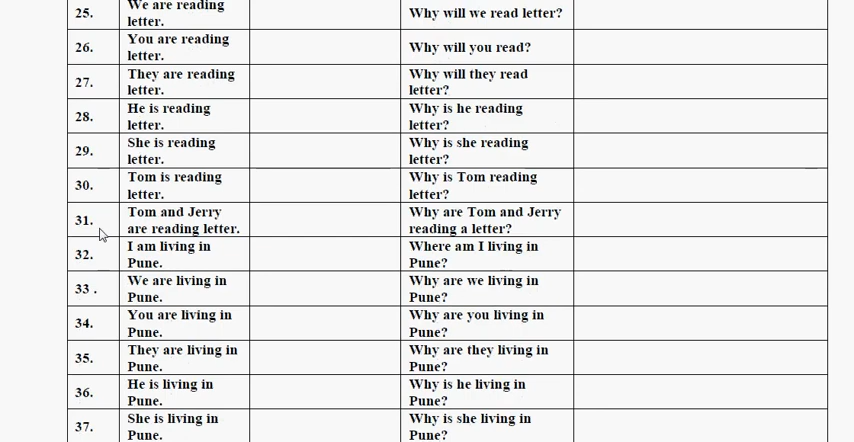 25. We are reading letter. Why will we read letter?
26. You are reading letter. Why will you read?
27. They are reading letter. Why will they read letter?
28. He is reading letter. Why is he reading letter?
29. She is reading letter. Why is she reading letter?
30. Tom is reading letter. Why is Tom reading letter?
31. Tom and Jerry are reading letter. Why are Tom and Jerry reading a letter?
32. I am living in Pune. Where am I living in Pune?
33 . We are living in Pune. Why are we living in Pune?
34. You are living in Pune. Why are you living in Pune?
35. They are living in Pune. Why are they living in Pune?
36. He is living in Pune. Why is he living in Pune?
37. She is living in Pune. Why is she living in Pune?